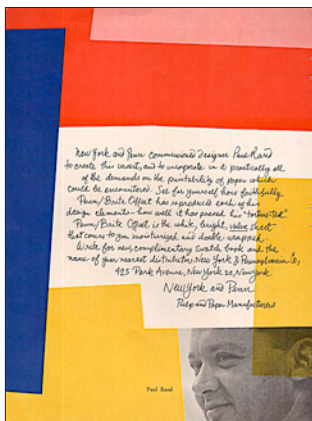 New York and Penn commissioned designer Paul Rand
to create this insert, and to incorporate in it practically all
of the demands on the printability of paper which
could be encountered. See for yourself how faithfully
Penn/Brite Offset has reproduced each of his
design elements—how well it has passed his "torture-test."
Penn/Brite Offset is the white, bright, value sheet
that comes to you moisturized and double wrapped.
Write for new, complimentary swatch book and the
name of your nearest distributor. New York & Pennsylvania Co,
425 Park Avenue, New York 22, New York
New York and Penn
Pulp and Paper Manufacturers
Paul Rand